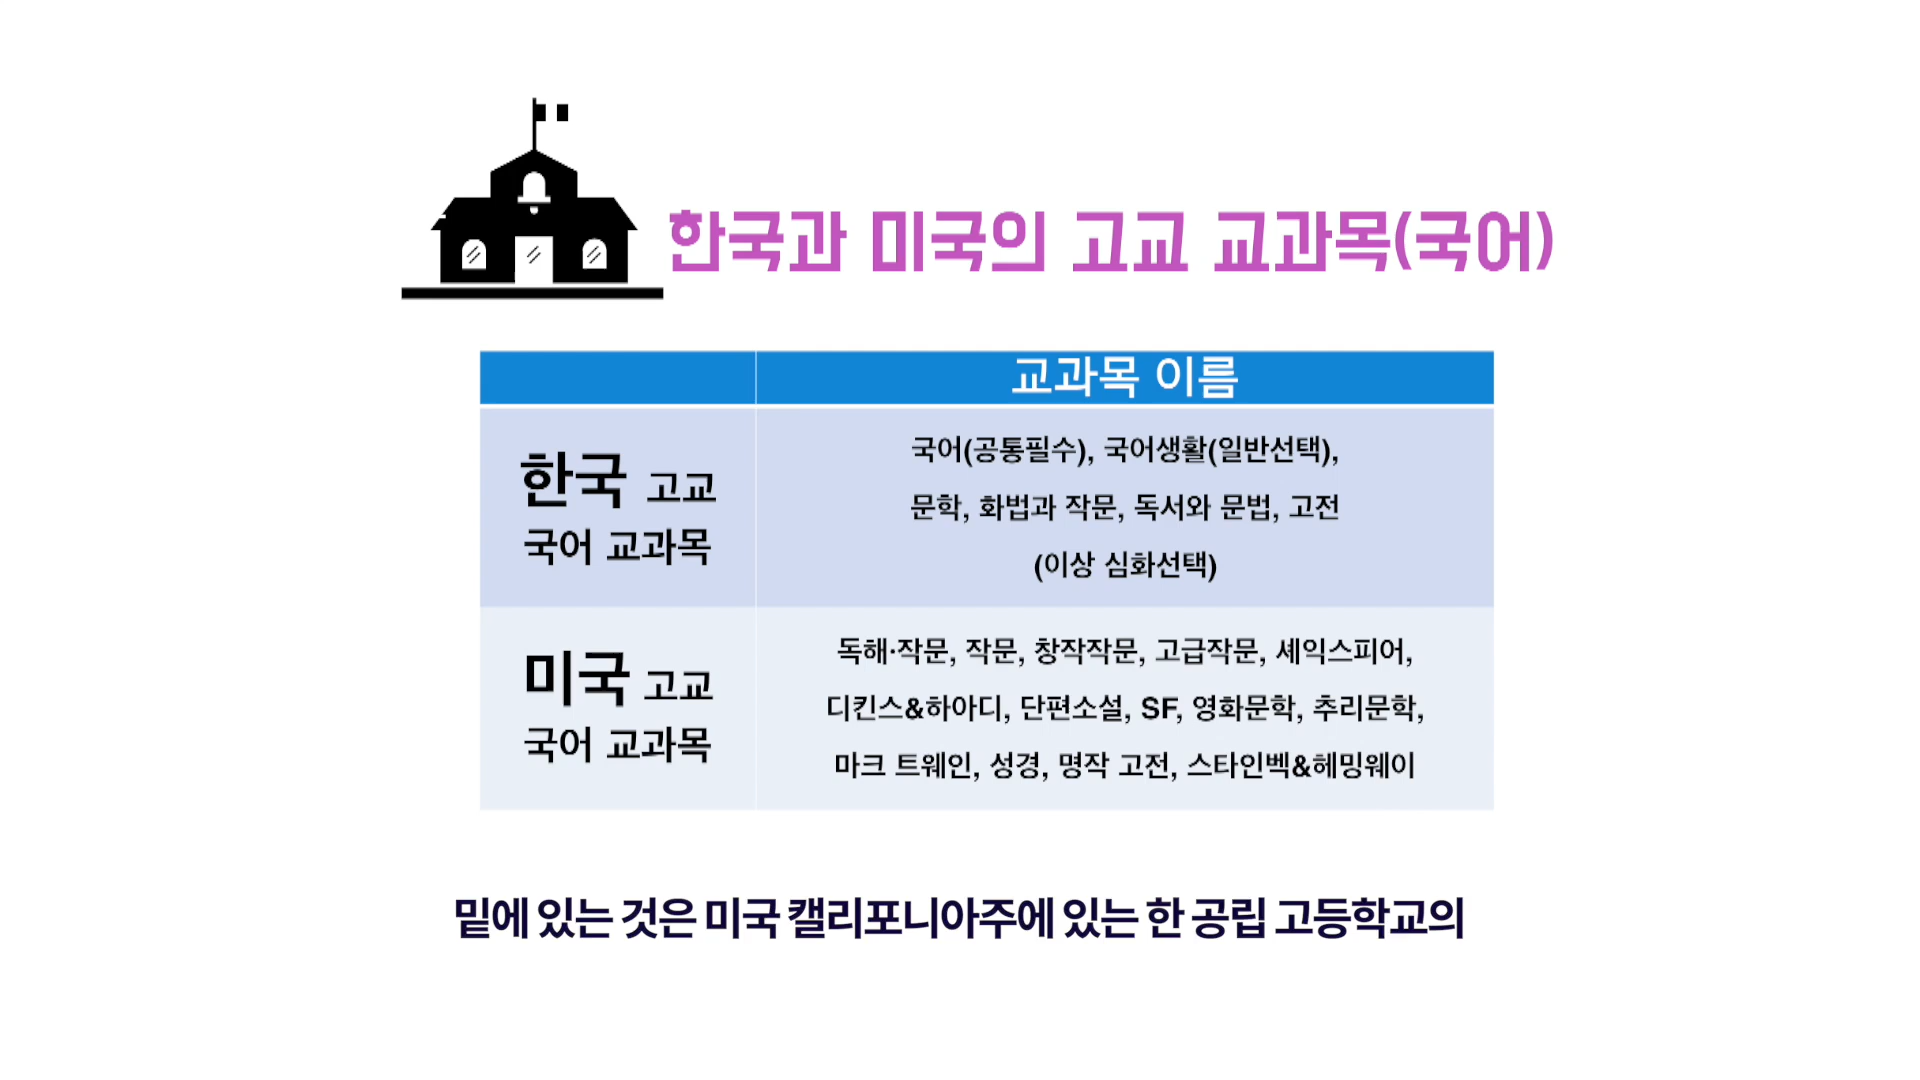 한국과 미국의 고교 교과목(국어)
교과목 이름
한국 고교
국어 교과목
국어(공통필수), 국어생활(일반선택),
문학, 화법과 작문, 독서와 문법, 고전
(이상 심화선택)
미국 고교
국어 교과목
독해·작문, 작문, 창작작문, 고급작문, 셰익스피어,
디킨스&하아디, 단편소설, SF, 영화문학, 추리문학,
마크 트웨인, 성경, 명작 고전, 스타인벡&헤밍웨이
밑에 있는 것은 미국 캘리포니아주에 있는 한 공립 고등학교의